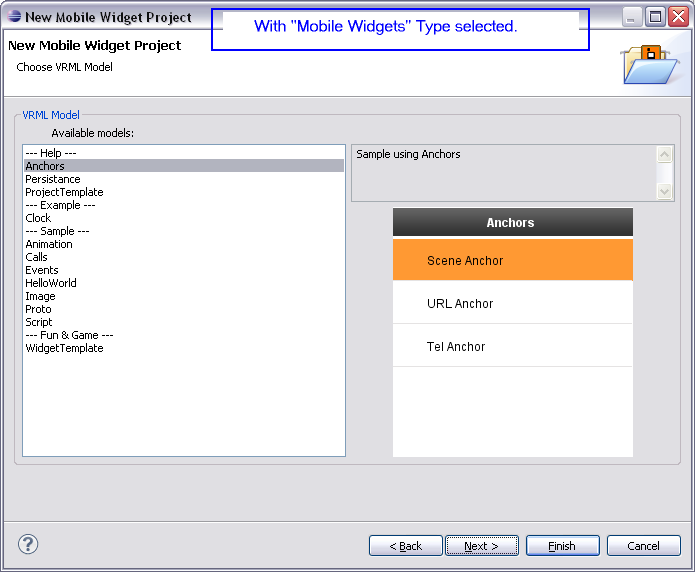 New Mobile Widget Project
With "Mobile Widgets" Type selected.
New Mobile Widget Project
Choose VRML Model
VRML Model
Available models:
--- Help ---
Anchors
Persistance
ProjectTemplate
--- Example ---
Clock
--- Sample ---
Animation
Calls
Events
HelloWorld
Image
Proto
Script
--- Fun & Game ---
WidgetTemplate
Sample using Anchors
Anchors
Scene Anchor
URL Anchor
Tel Anchor
?
< Back
Next >
Finish
Cancel